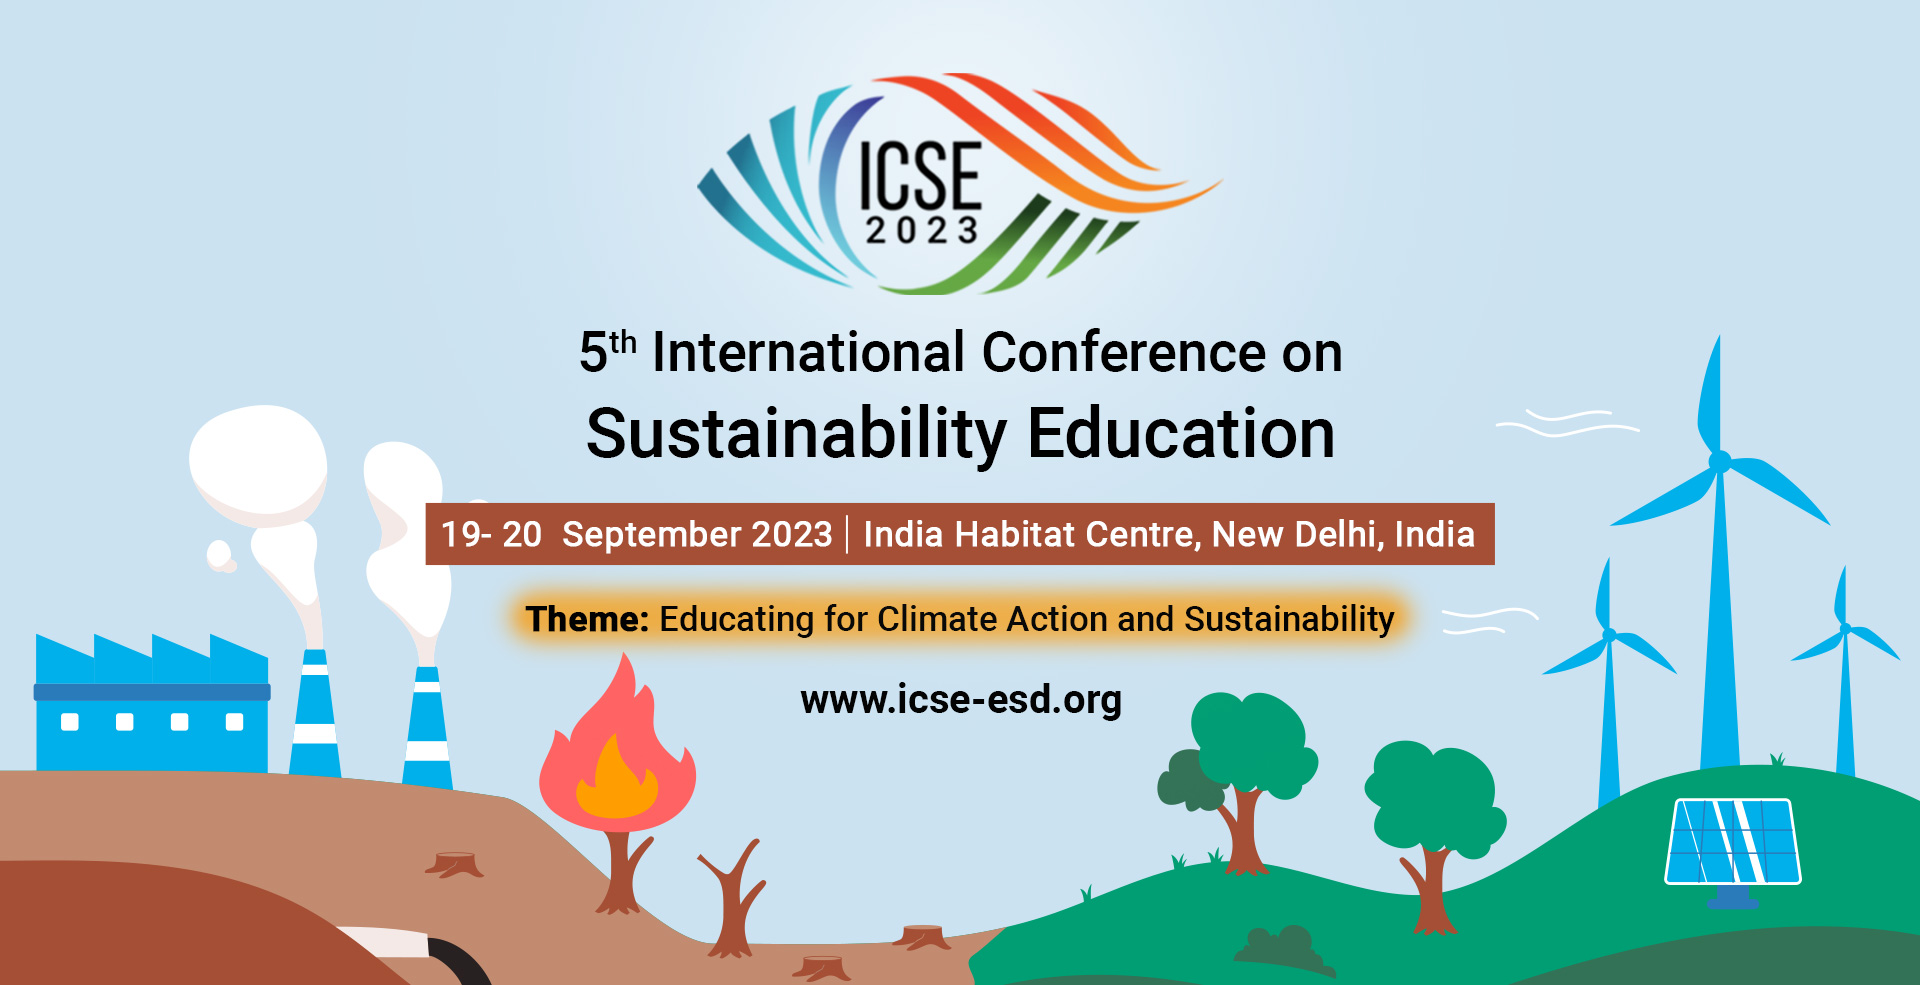 ICSE
2023
5th International Conference on
Sustainability Education
19- 20 September 2023 | India Habitat Centre, New Delhi, India
Theme: Educating for Climate Action and Sustainability
www.icse-esd.org